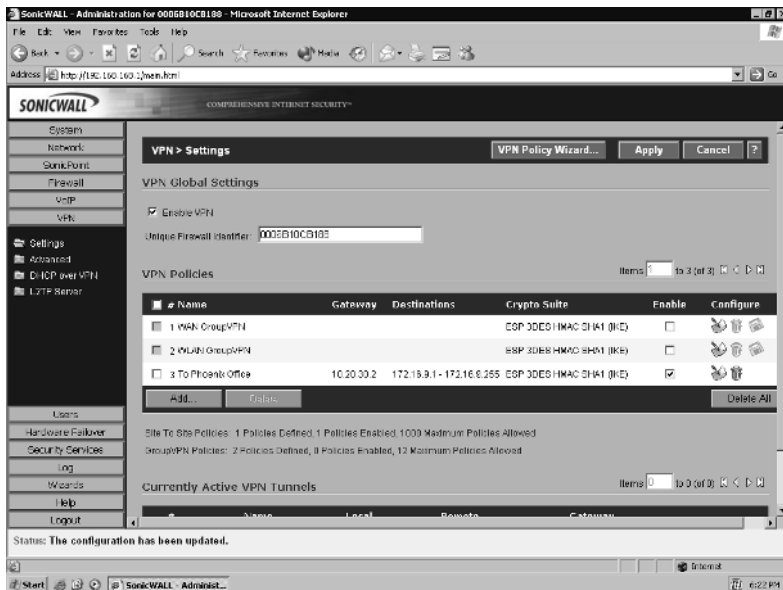 SonicWALL - Administration for 0006B10CB188 - Microsoft Internet Explorer
File Edit View Favorites Tools Help
Back Search Favorites Media
Address http://192.168.160.1/main.html Go
SONICWALL COMPREHENSIVE INTERNET SECURITY™
System
Network
SonicPoint
Firewall
VoIP
VPN
Settings
Advanced
DHCP over VPN
L2TP Server
Users
Hardware Failover
Security Services
Log
Wizards
Help
Logout
VPN > Settings VPN Policy Wizard... Apply Cancel ?
VPN Global Settings
Enable VPN
Unique Firewall Identifier: 0006B10CB188
VPN Policies Items 1 to 3 (of 3)
# Name Gateway Destinations Crypto Suite Enable Configure
1 WAN GroupVPN ESP 3DES HMAC SHA1 (IKE)
2 WLAN GroupVPN ESP 3DES HMAC SHA1 (IKE)
3 To Phoenix Office 10.20.30.2 172.16.9.1 - 172.16.9.255 ESP 3DES HMAC SHA1 (IKE)
Add... Delete Delete All
Site To Site Policies: 1 Policies Defined, 1 Policies Enabled, 1000 Maximum Policies Allowed
GroupVPN Policies: 2 Policies Defined, 0 Policies Enabled, 12 Maximum Policies Allowed
Currently Active VPN Tunnels Items 0 to 0 (of 0)
# Name Local Remote Gateway
Status: The configuration has been updated.
Internet
Start SonicWALL - Administ... 6:22 PM